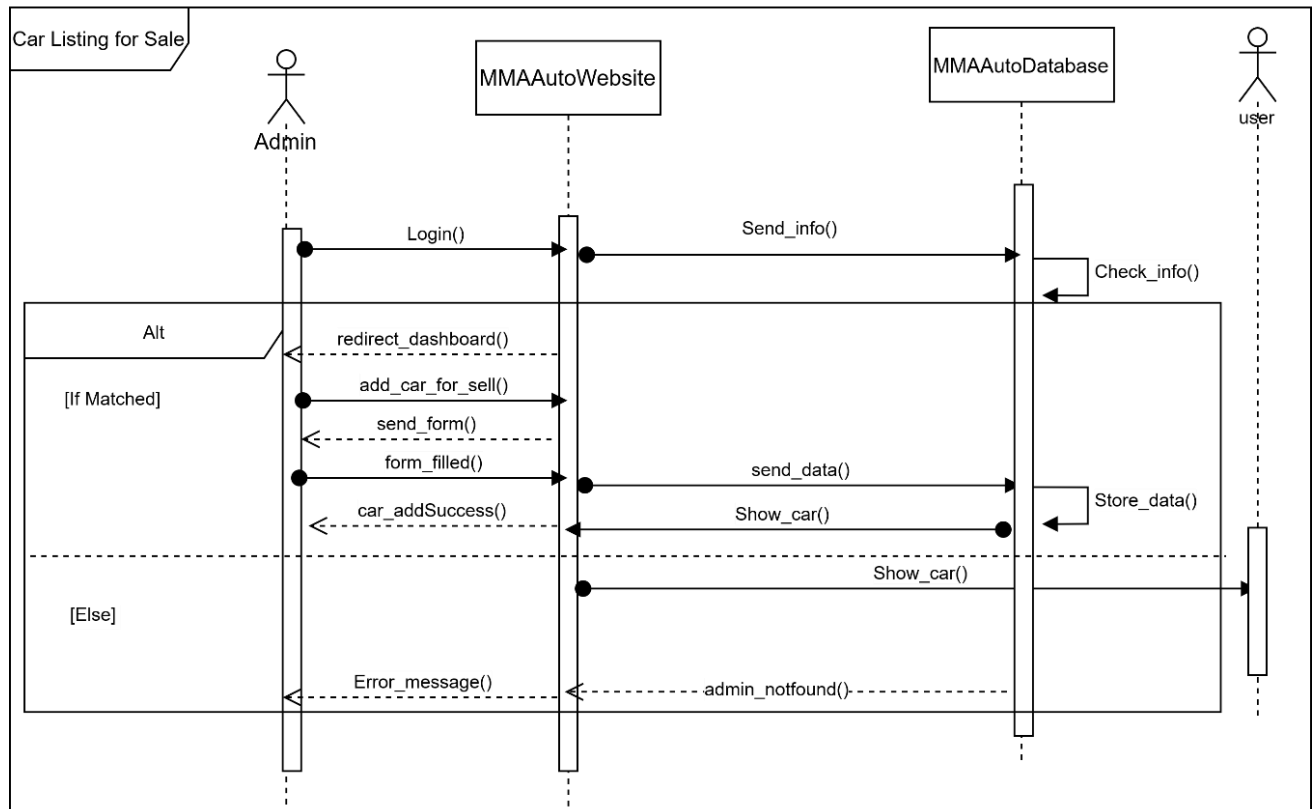 Car Listing for Sale
Admin
MMAAutoWebsite
MMAAutoDatabase
user
Login()
Send_info()
Check_info()
Alt
redirect_dashboard()
[If Matched]
add_car_for_sell()
send_form()
form_filled()
send_data()
Store_data()
car_addSuccess()
Show_car()
Show_car()
[Else]
Error_message()
admin_notfound()